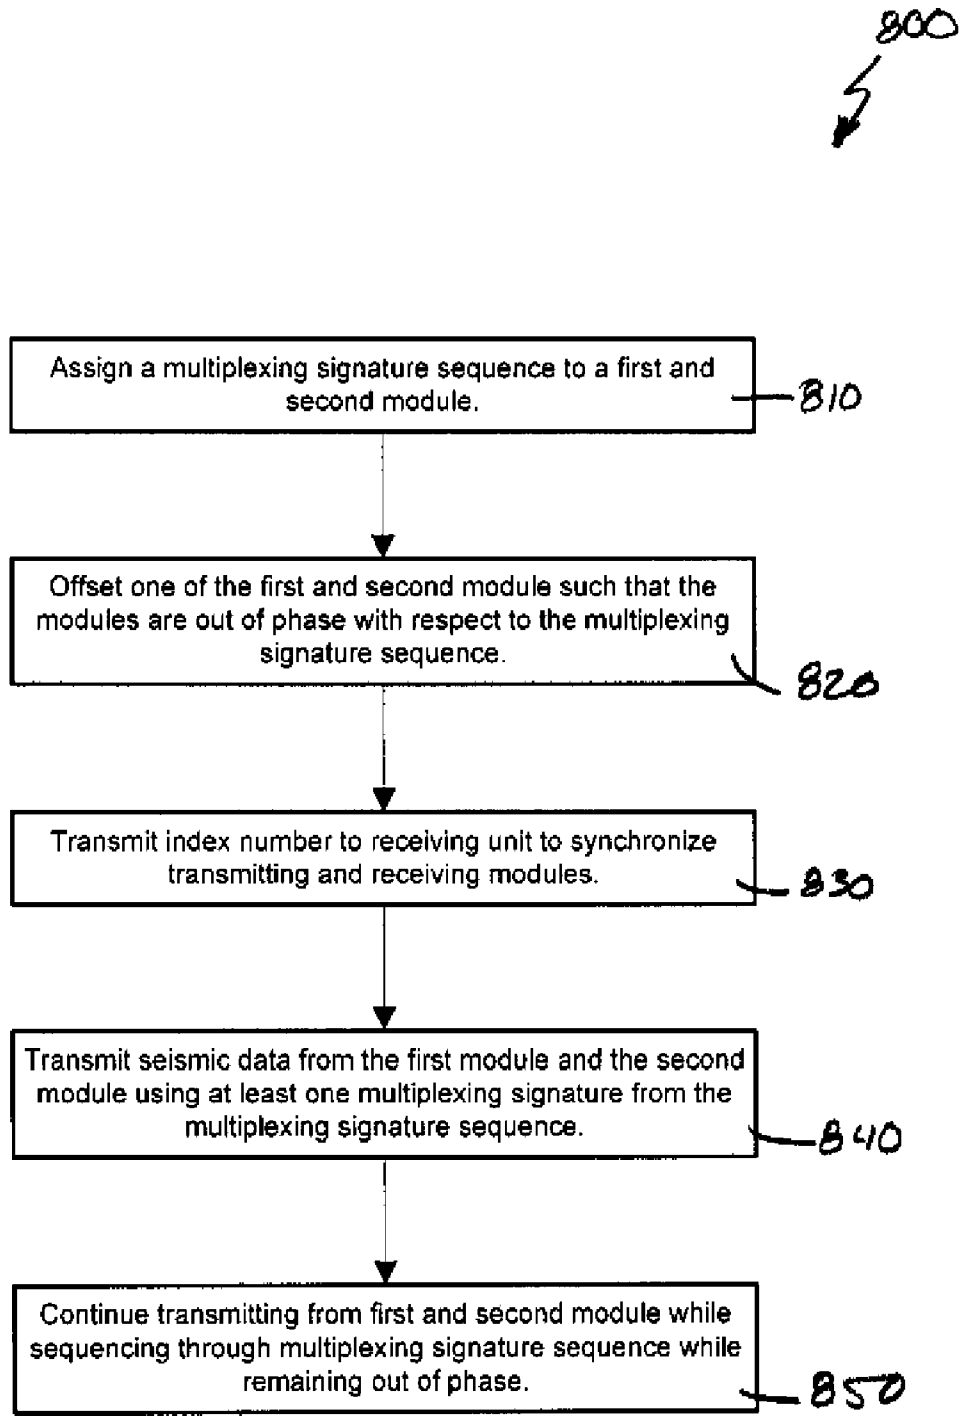 800
Assign a multiplexing signature sequence to a first and
second module.
810
Offset one of the first and second module such that the
modules are out of phase with respect to the multiplexing
signature sequence.
820
Transmit index number to receiving unit to synchronize
transmitting and receiving modules.
830
Transmit seismic data from the first module and the second
module using at least one multiplexing signature from the
multiplexing signature sequence.
840
Continue transmitting from first and second module while
sequencing through multiplexing signature sequence while
remaining out of phase.
850